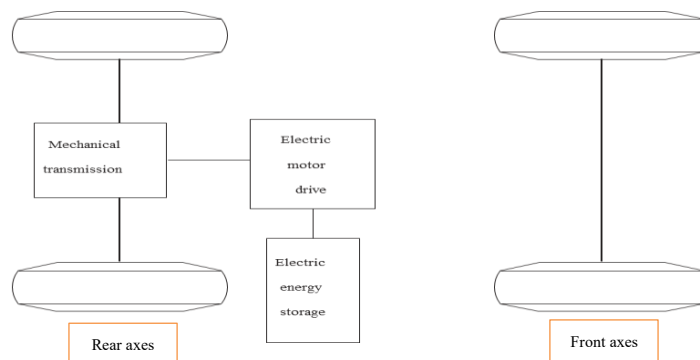 Mechanical
transmission
Electric
motor
drive
Electric
energy
storage
Rear axes
Front axes